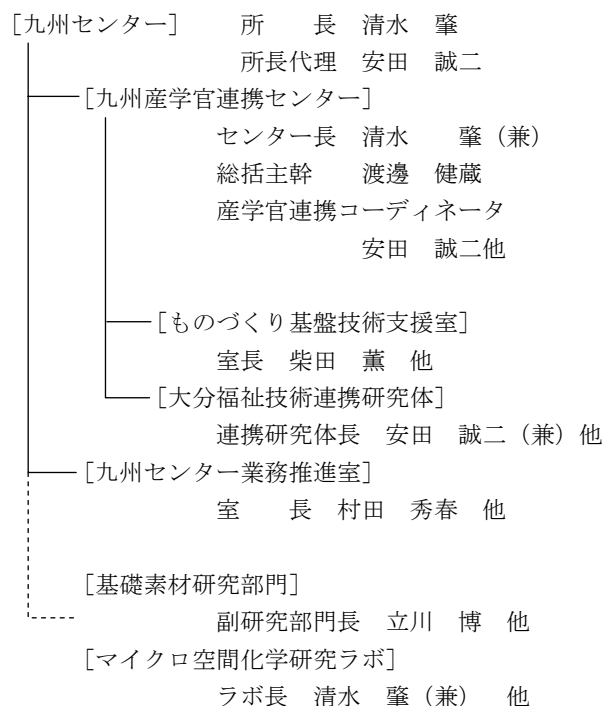 [九州センター]　　所　　長　清水　肇
所長代理　安田　誠二
[九州産学官連携センター]
センター長　清水　　肇（兼）
総括主幹　　渡邊　健蔵
産学官連携コーディネータ
安田　誠二他
[ものづくり基盤技術支援室]
室長　柴田　薫　他
[大分福祉技術連携研究体]
連携研究体長　安田　誠二（兼）他
[九州センター業務推進室]
室　　長　村田　秀春　他
[基礎素材研究部門]
副研究部門長　立川　博　他
[マイクロ空間化学研究ラボ]
ラボ長　清水　肇（兼）　他